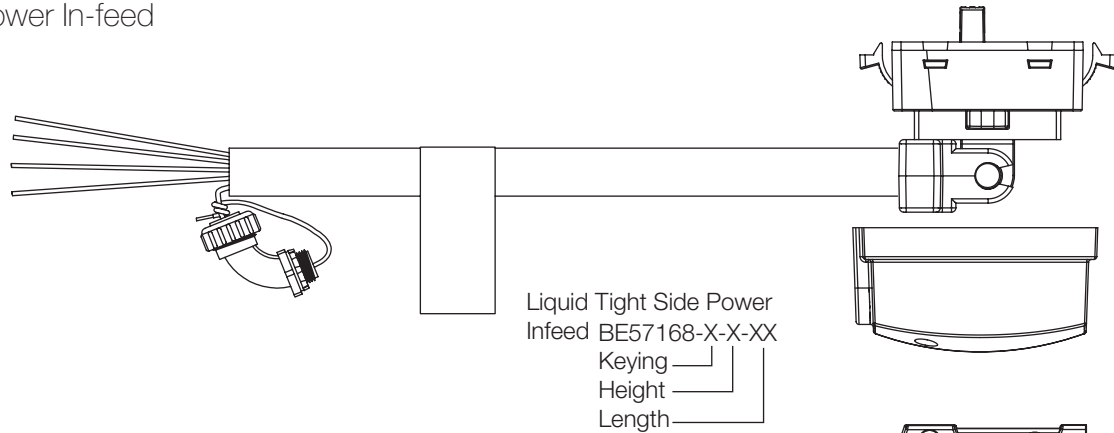 ower In-feed
Liquid Tight Side Power
Infeed BE57168-X-X-XX
Keying
Height
Length